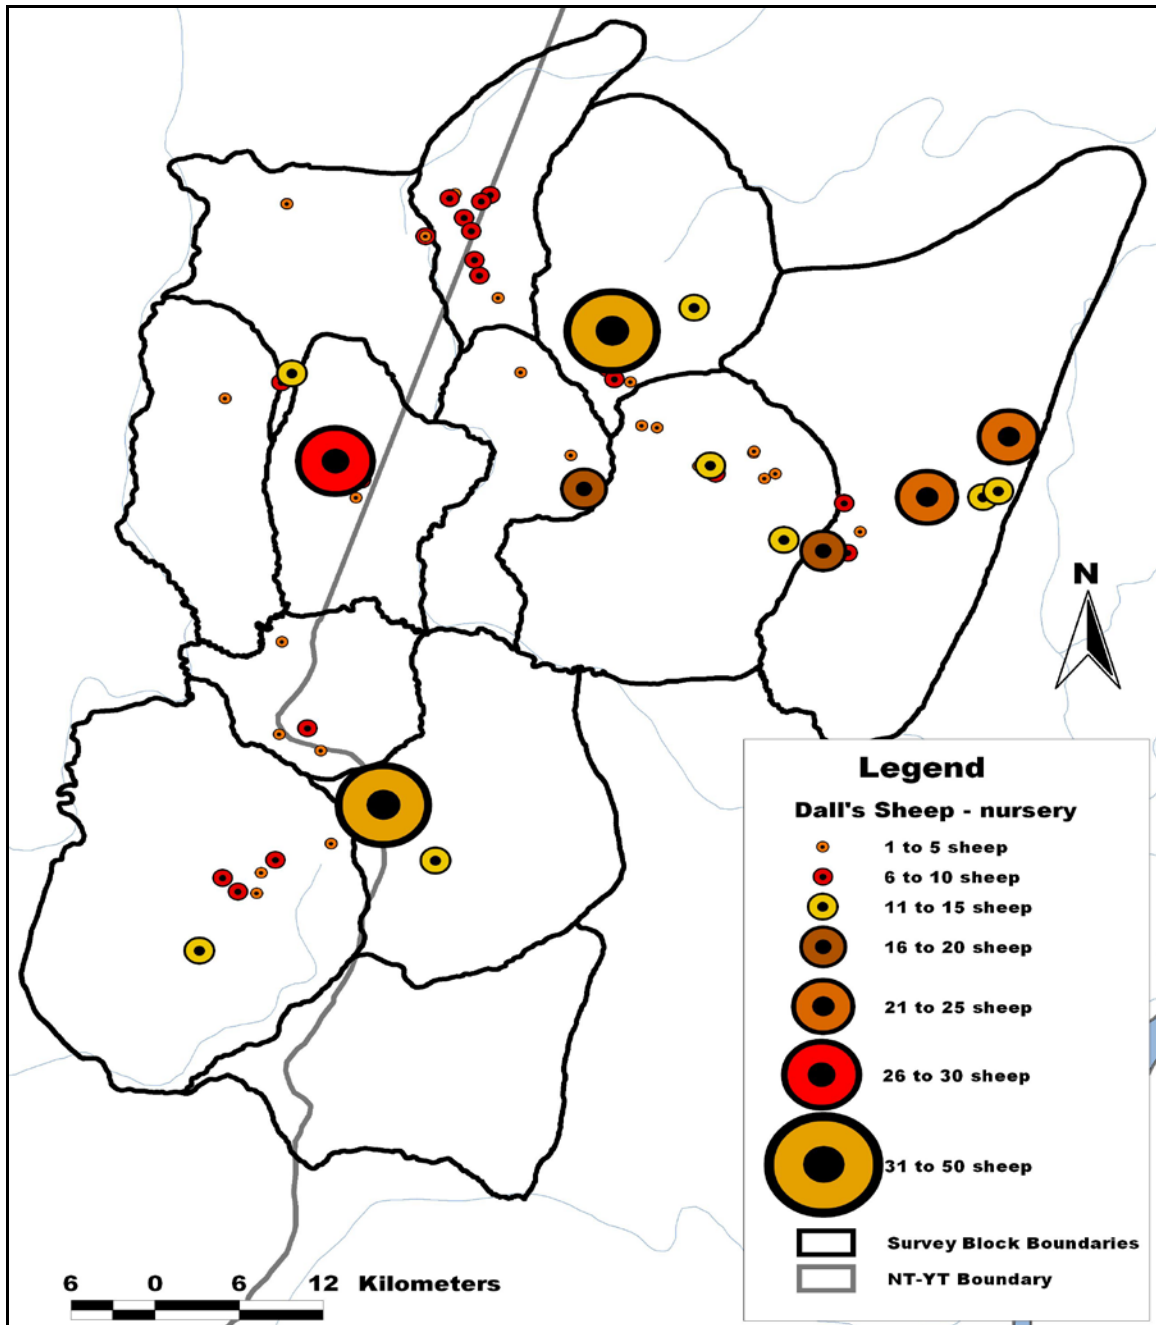 N
Legend
Dall's Sheep - nursery
1 to 5 sheep
6 to 10 sheep
11 to 15 sheep
16 to 20 sheep
21 to 25 sheep
26 to 30 sheep
31 to 50 sheep
Survey Block Boundaries
NT-YT Boundary
6 0 6 12 Kilometers